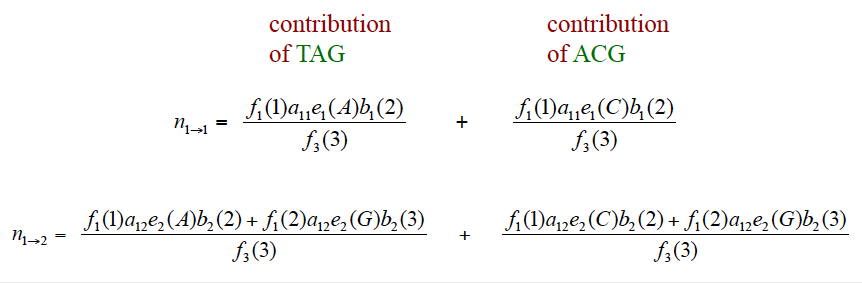 contribution of TAG
contribution of ACG
n₁→₁ = f₁(1)a₁₁e₁(A)b₁(2) / f₃(3) + f₁(1)a₁₁e₁(C)b₁(2) / f₃(3)
n₁→₂ = f₁(1)a₁₂e₂(A)b₂(2) + f₁(2)a₁₂e₂(G)b₂(3) / f₃(3) + f₁(1)a₁₂e₂(C)b₂(2) + f₁(2)a₁₂e₂(G)b₂(3) / f₃(3)